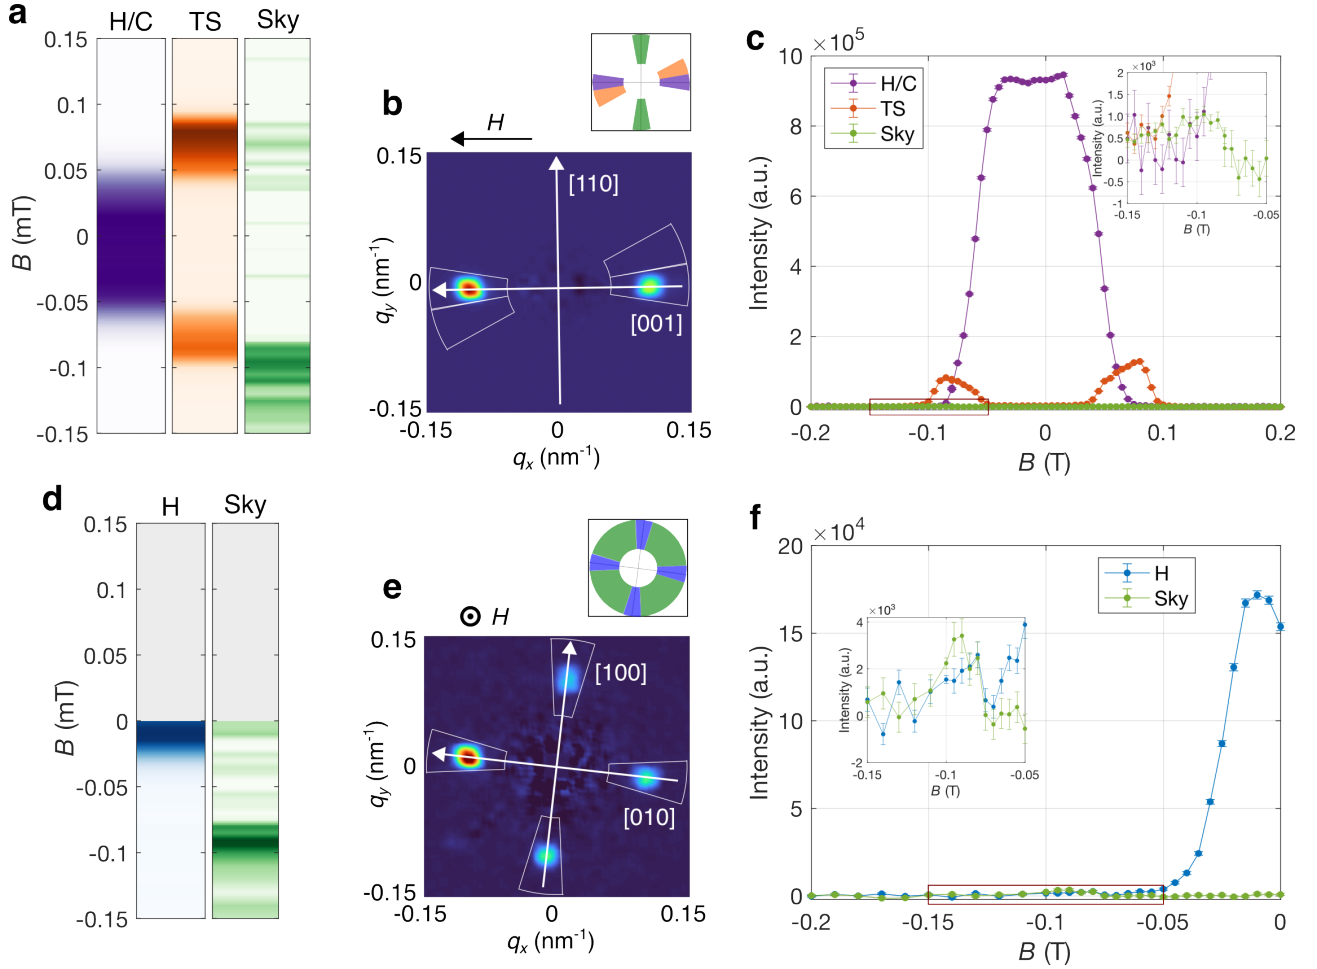 a
H/C TS Sky
0.15
0.1
0.05
0
-0.05
-0.1
-0.15
B (mT)
b
H
0.15
0
-0.15
qy (nm-1)
[110]
[001]
-0.15 0 0.15
qx (nm-1)
c
×10^5
10
8
6
4
2
0
Intensity (a.u.)
H/C
TS
Sky
-0.2 -0.1 0 0.1 0.2
B (T)
×10^3
2
1.5
1
0.5
0
-0.5
-1
Intensity (a.u.)
-0.15 -0.1 -0.05
B (T)
d
H Sky
0.15
0.1
0.05
0
-0.05
-0.1
-0.15
B (mT)
e
H
0.15
0
-0.15
qy (nm-1)
[100]
[010]
-0.15 0 0.15
qx (nm-1)
f
×10^4
20
15
10
5
0
Intensity (a.u.)
H
Sky
-0.2 -0.15 -0.1 -0.05 0
B (T)
×10^3
4
2
0
-2
Intensity (a.u.)
-0.15 -0.1 -0.05
B (T)